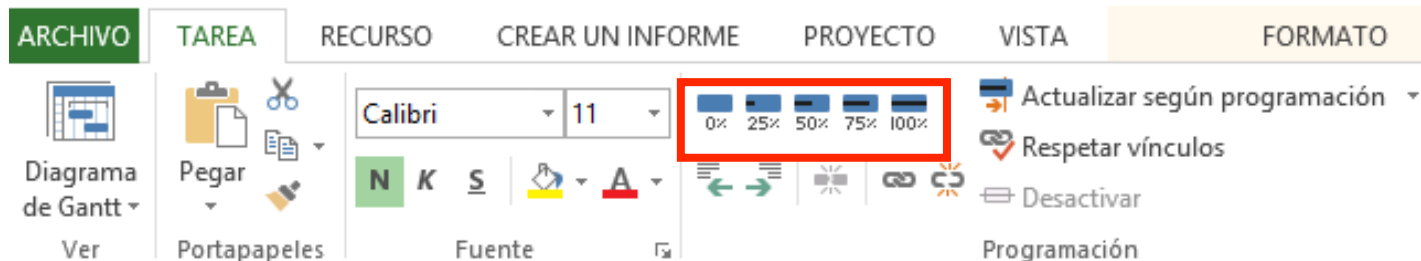 ARCHIVO TAREA RECURSO CREAR UN INFORME PROYECTO VISTA FORMATO
Diagrama de Gantt
Ver
Pegar
Portapapeles
Calibri 11
N K S A
Fuente
0% 25% 50% 75% 100%
Actualizar según programación
Respetar vínculos
Desactivar
Programación